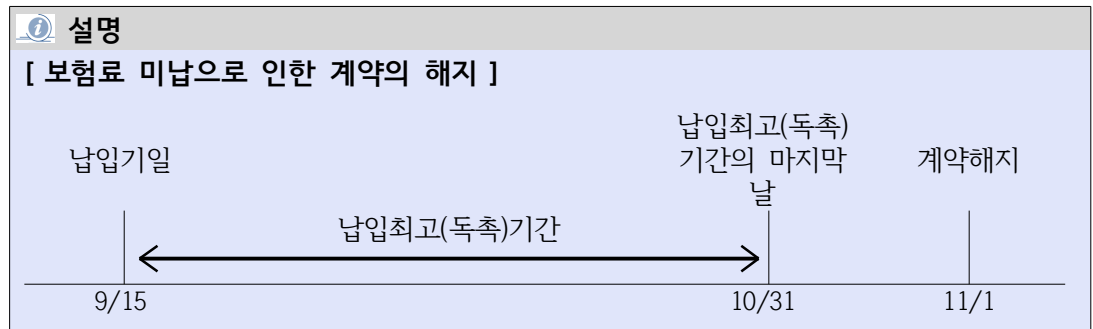 설명
[ 보험료 미납으로 인한 계약의 해지 ]
납입기일
납입최고(독촉)
기간의 마지막
날
계약해지
납입최고(독촉)기간
9/15
10/31
11/1